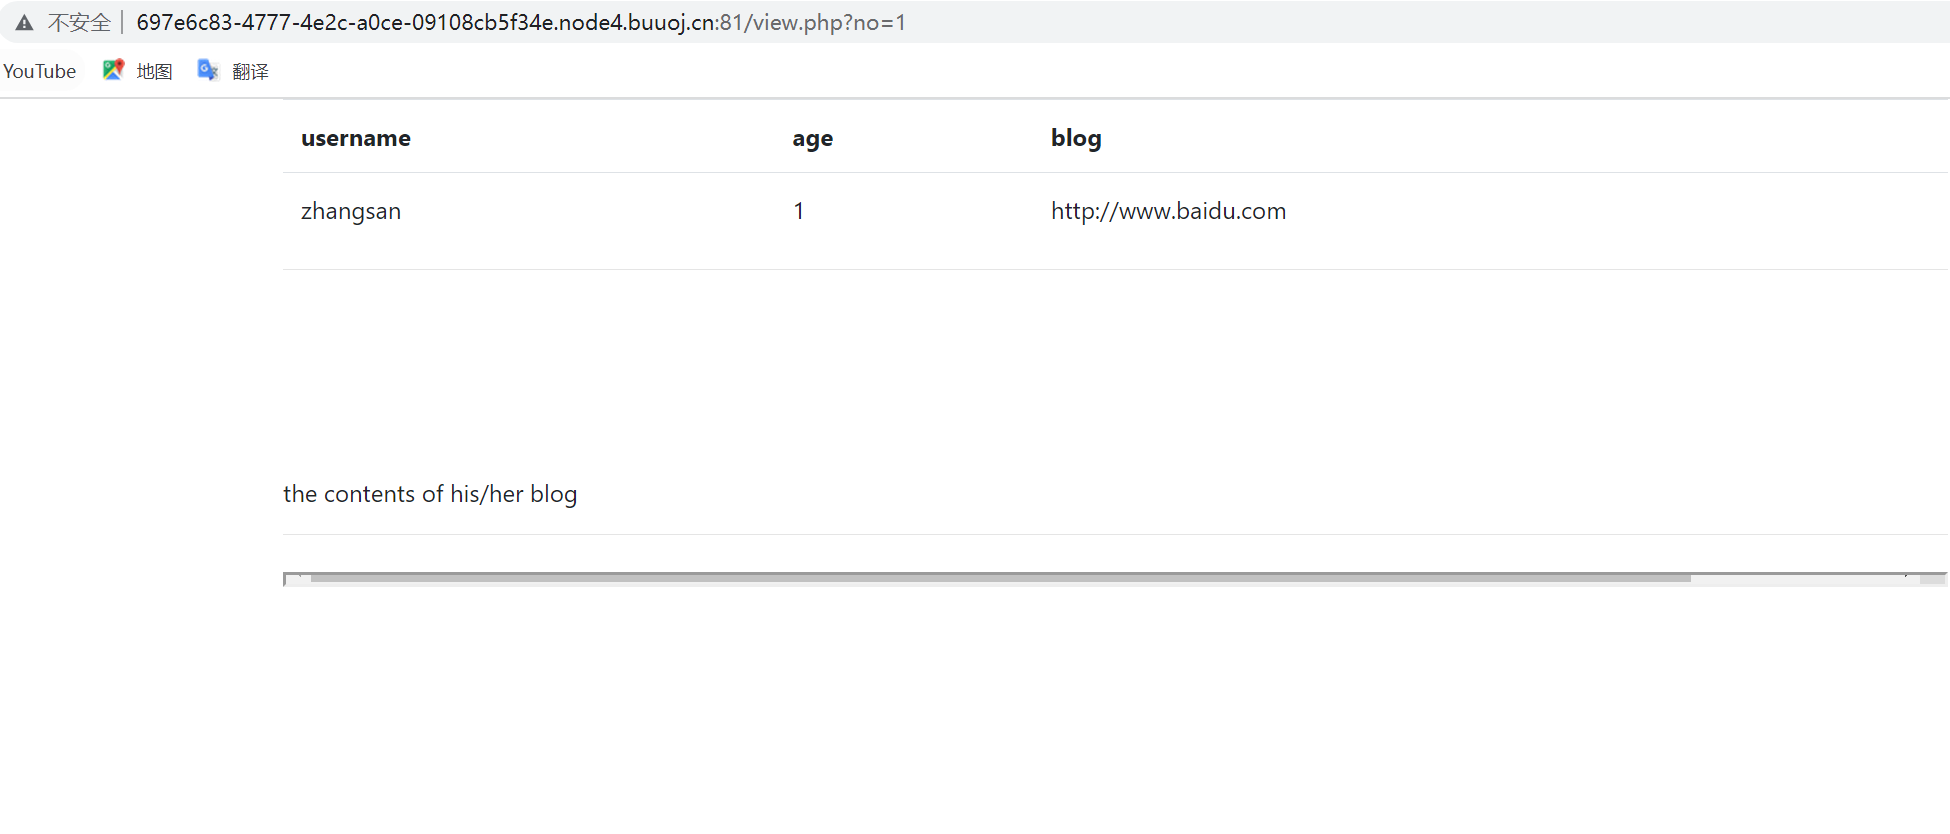 不安全 697e6c83-4777-4e2c-a0ce-09108cb5f34e.node4.buuoj.cn:81/view.php?no=1
YouTube 地图 翻译
username age blog
zhangsan 1 http://www.baidu.com
the contents of his/her blog